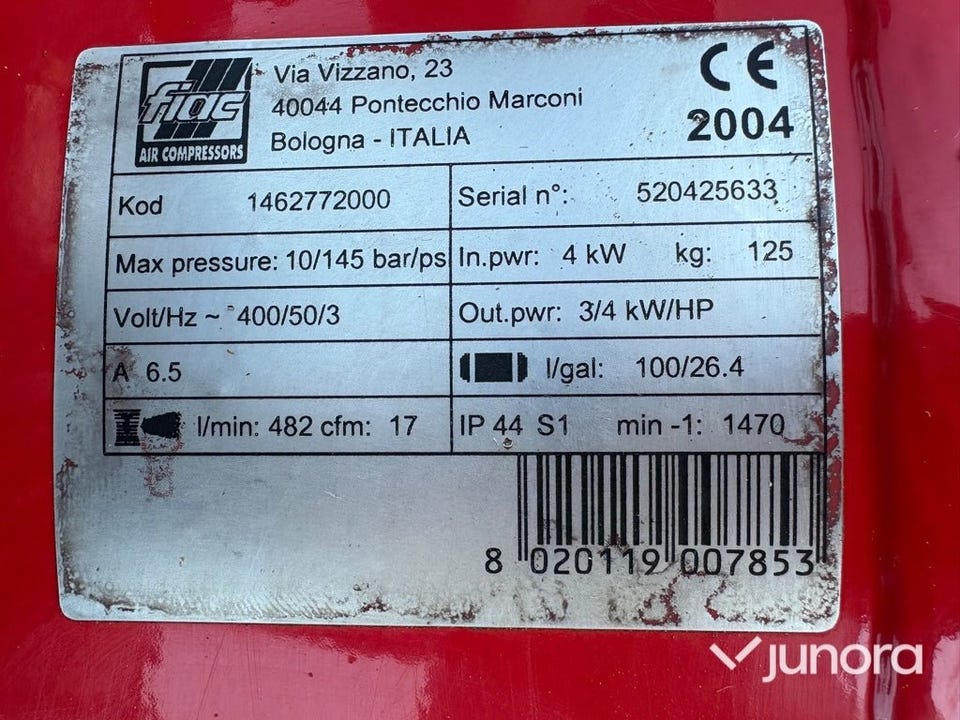 fiac
AIR COMPRESSORS
Via Vizzano, 23
40044 Pontecchio Marconi
Bologna - ITALIA
CE
2004
Kod 1462772000
Serial n°: 520425633
Max pressure: 10/145 bar/ps
In.pwr: 4 kW kg: 125
Volt/Hz ~ 400/50/3
Out.pwr: 3/4 kW/HP
A 6.5
l/gal: 100/26.4
l/min: 482 cfm: 17
IP 44 S1 min -1: 1470
8 020119 007853
junora